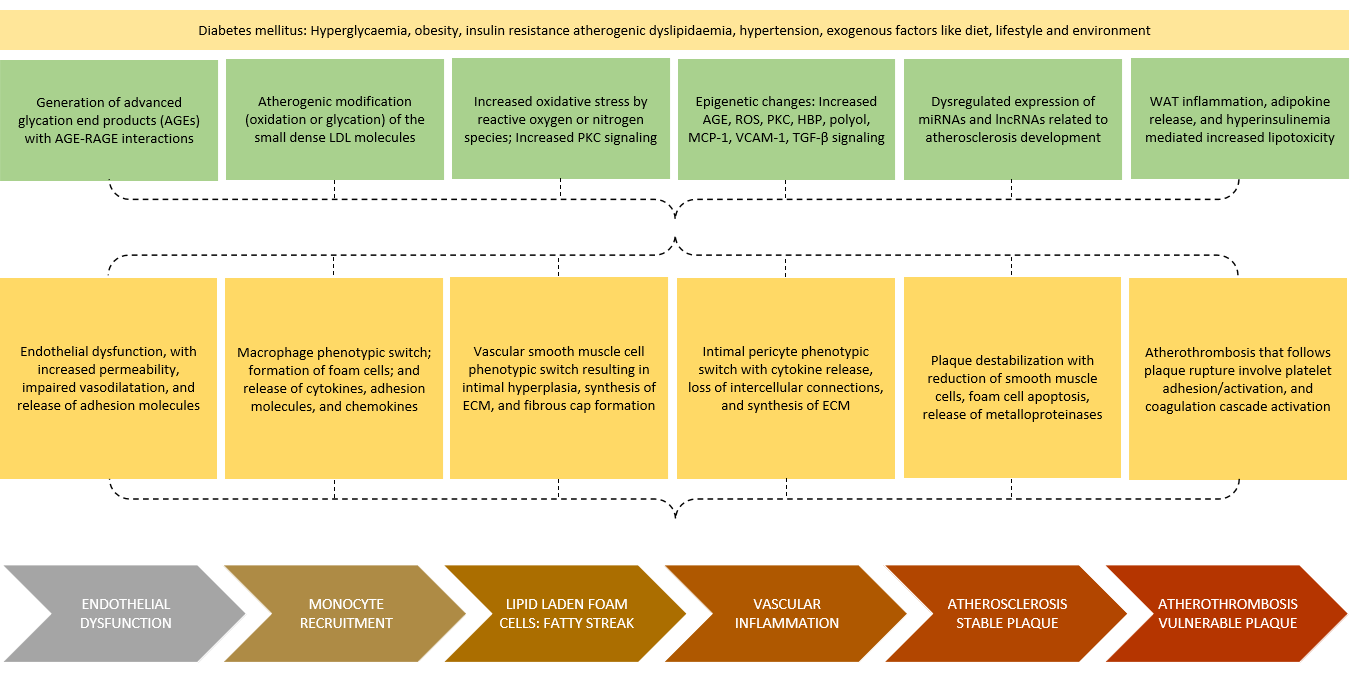 Diabetes mellitus: Hyperglycaemia, obesity, insulin resistance atherogenic dyslipidaemia, hypertension, exogenous factors like diet, lifestyle and environment
Generation of advanced
glycation end products (AGEs)
with AGE-RAGE interactions
Atherogenic modification
(oxidation or glycation) of the
small dense LDL molecules
Increased oxidative stress by
reactive oxygen or nitrogen
species; Increased PKC signaling
Epigenetic changes: Increased
AGE, ROS, PKC, HBP, polyol,
MCP-1, VCAM-1, TGF-β signaling
Dysregulated expression of
miRNAs and lncRNAs related to
atherosclerosis development
WAT inflammation, adipokine
release, and hyperinsulinemia
mediated increased lipotoxicity
Endothelial dysfunction, with
increased permeability,
impaired vasodilatation, and
release of adhesion molecules
Macrophage phenotypic switch;
formation of foam cells; and
release of cytokines, adhesion
molecules, and chemokines
Vascular smooth muscle cell
phenotypic switch resulting in
intimal hyperplasia, synthesis of
ECM, and fibrous cap formation
Intimal pericyte phenotypic
switch with cytokine release,
loss of intercellular connections,
and synthesis of ECM
Plaque destabilization with
reduction of smooth muscle
cells, foam cell apoptosis,
release of metalloproteinases
Atherothrombosis that follows
plaque rupture involve platelet
adhesion/activation, and
coagulation cascade activation
ENDOTHELIAL
DYSFUNCTION
MONOCYTE
RECRUITMENT
LIPID LADEN FOAM
CELLS: FATTY STREAK
VASCULAR
INFLAMMATION
ATHEROSCLEROSIS
STABLE PLAQUE
ATHEROTHROMBOSIS
VULNERABLE PLAQUE